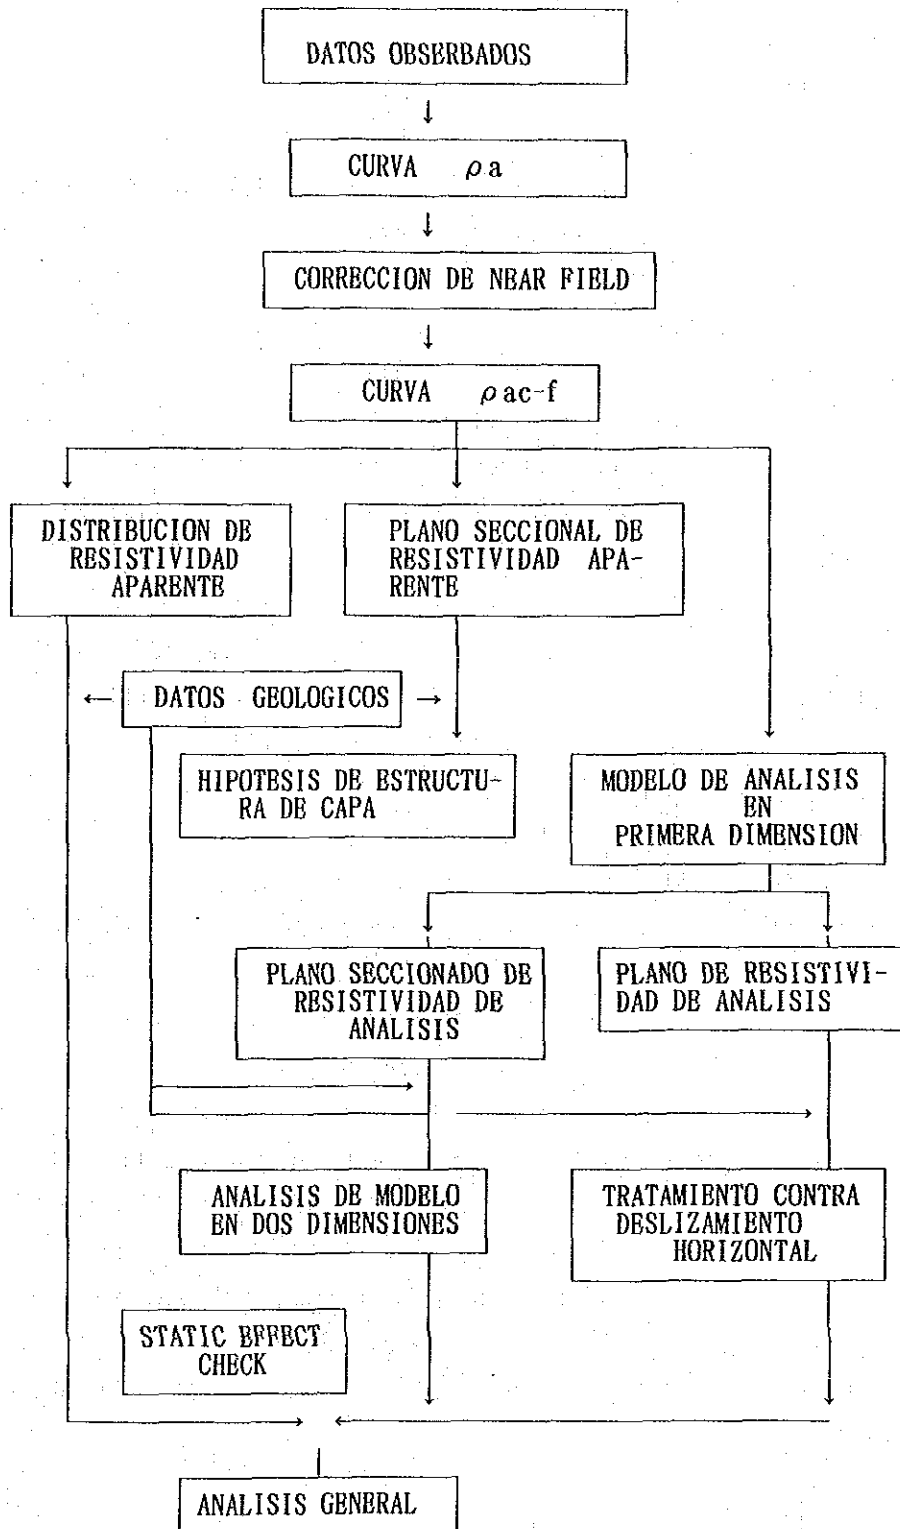 DATOS OBSERBADOS
CURVA ρa
CORRECCION DE NEAR FIELD
CURVA ρac-f
DISTRIBUCION DE
RESISTIVIDAD
APARENTE
PLANO SECCIONAL DE
RESISTIVIDAD APA-
RENTE
DATOS GEOLOGICOS
HIPOTESIS DE ESTRUCTU-
RA DE CAPA
MODELO DE ANALISIS
EN
PRIMERA DIMENSION
PLANO SECCIONADO DE
RESISTIVIDAD DE
ANALISIS
PLANO DE RESISTIVI-
DAD DE ANALISIS
ANALISIS DE MODELO
EN DOS DIMENSIONES
TRATAMIENTO CONTRA
DESLIZAMIENTO
HORIZONTAL
STATIC EFFECT
CHECK
ANALISIS GENERAL